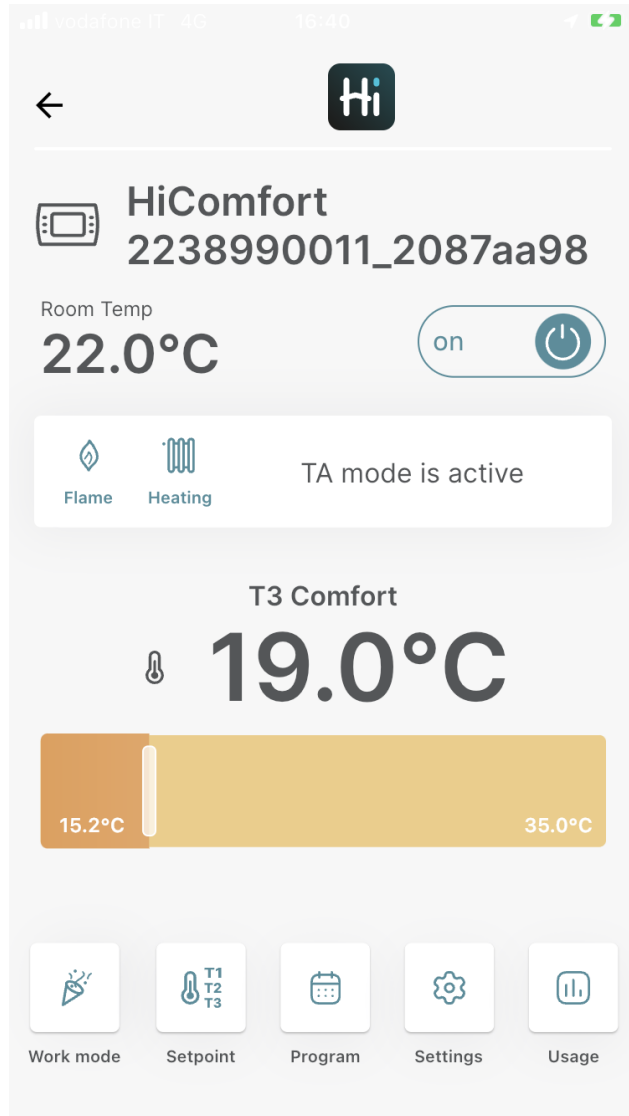 vodafone IT 4G 16:40
Hi
HiComfort
2238990011_2087aa98
Room Temp
22.0°C
on
Flame
Heating
TA mode is active
T3 Comfort
19.0°C
15.2°C
35.0°C
T1
T2
T3
Work mode
Setpoint
Program
Settings
Usage